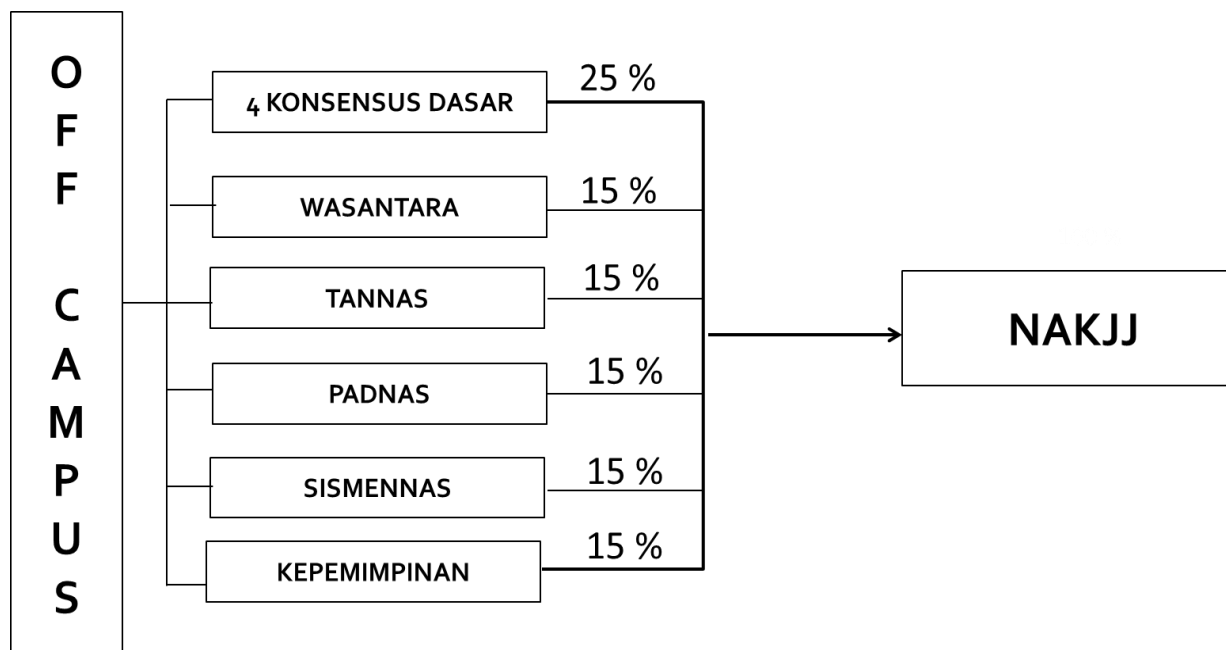 OFF CAMPUS
4 KONSENSUS DASAR
25 %
WASANTARA
15 %
TANNAS
15 %
PADNAS
15 %
SISMENNAS
15 %
KEPEMIMPINAN
15 %
NAKJJ